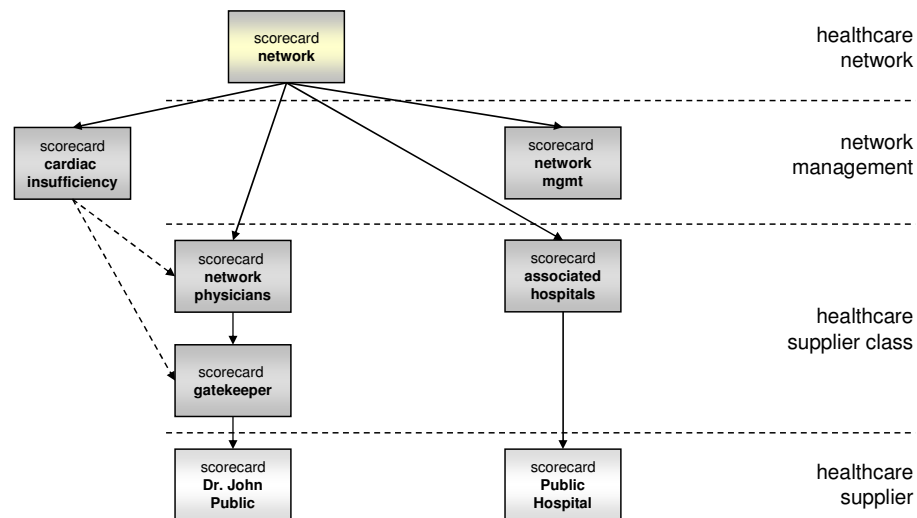 scorecard
network
healthcare
network
scorecard
cardiac
insufficiency
scorecard
network
mgmt
network
management
scorecard
network
physicians
scorecard
associated
hospitals
healthcare
supplier class
scorecard
gatekeeper
scorecard
Dr. John
Public
scorecard
Public
Hospital
healthcare
supplier